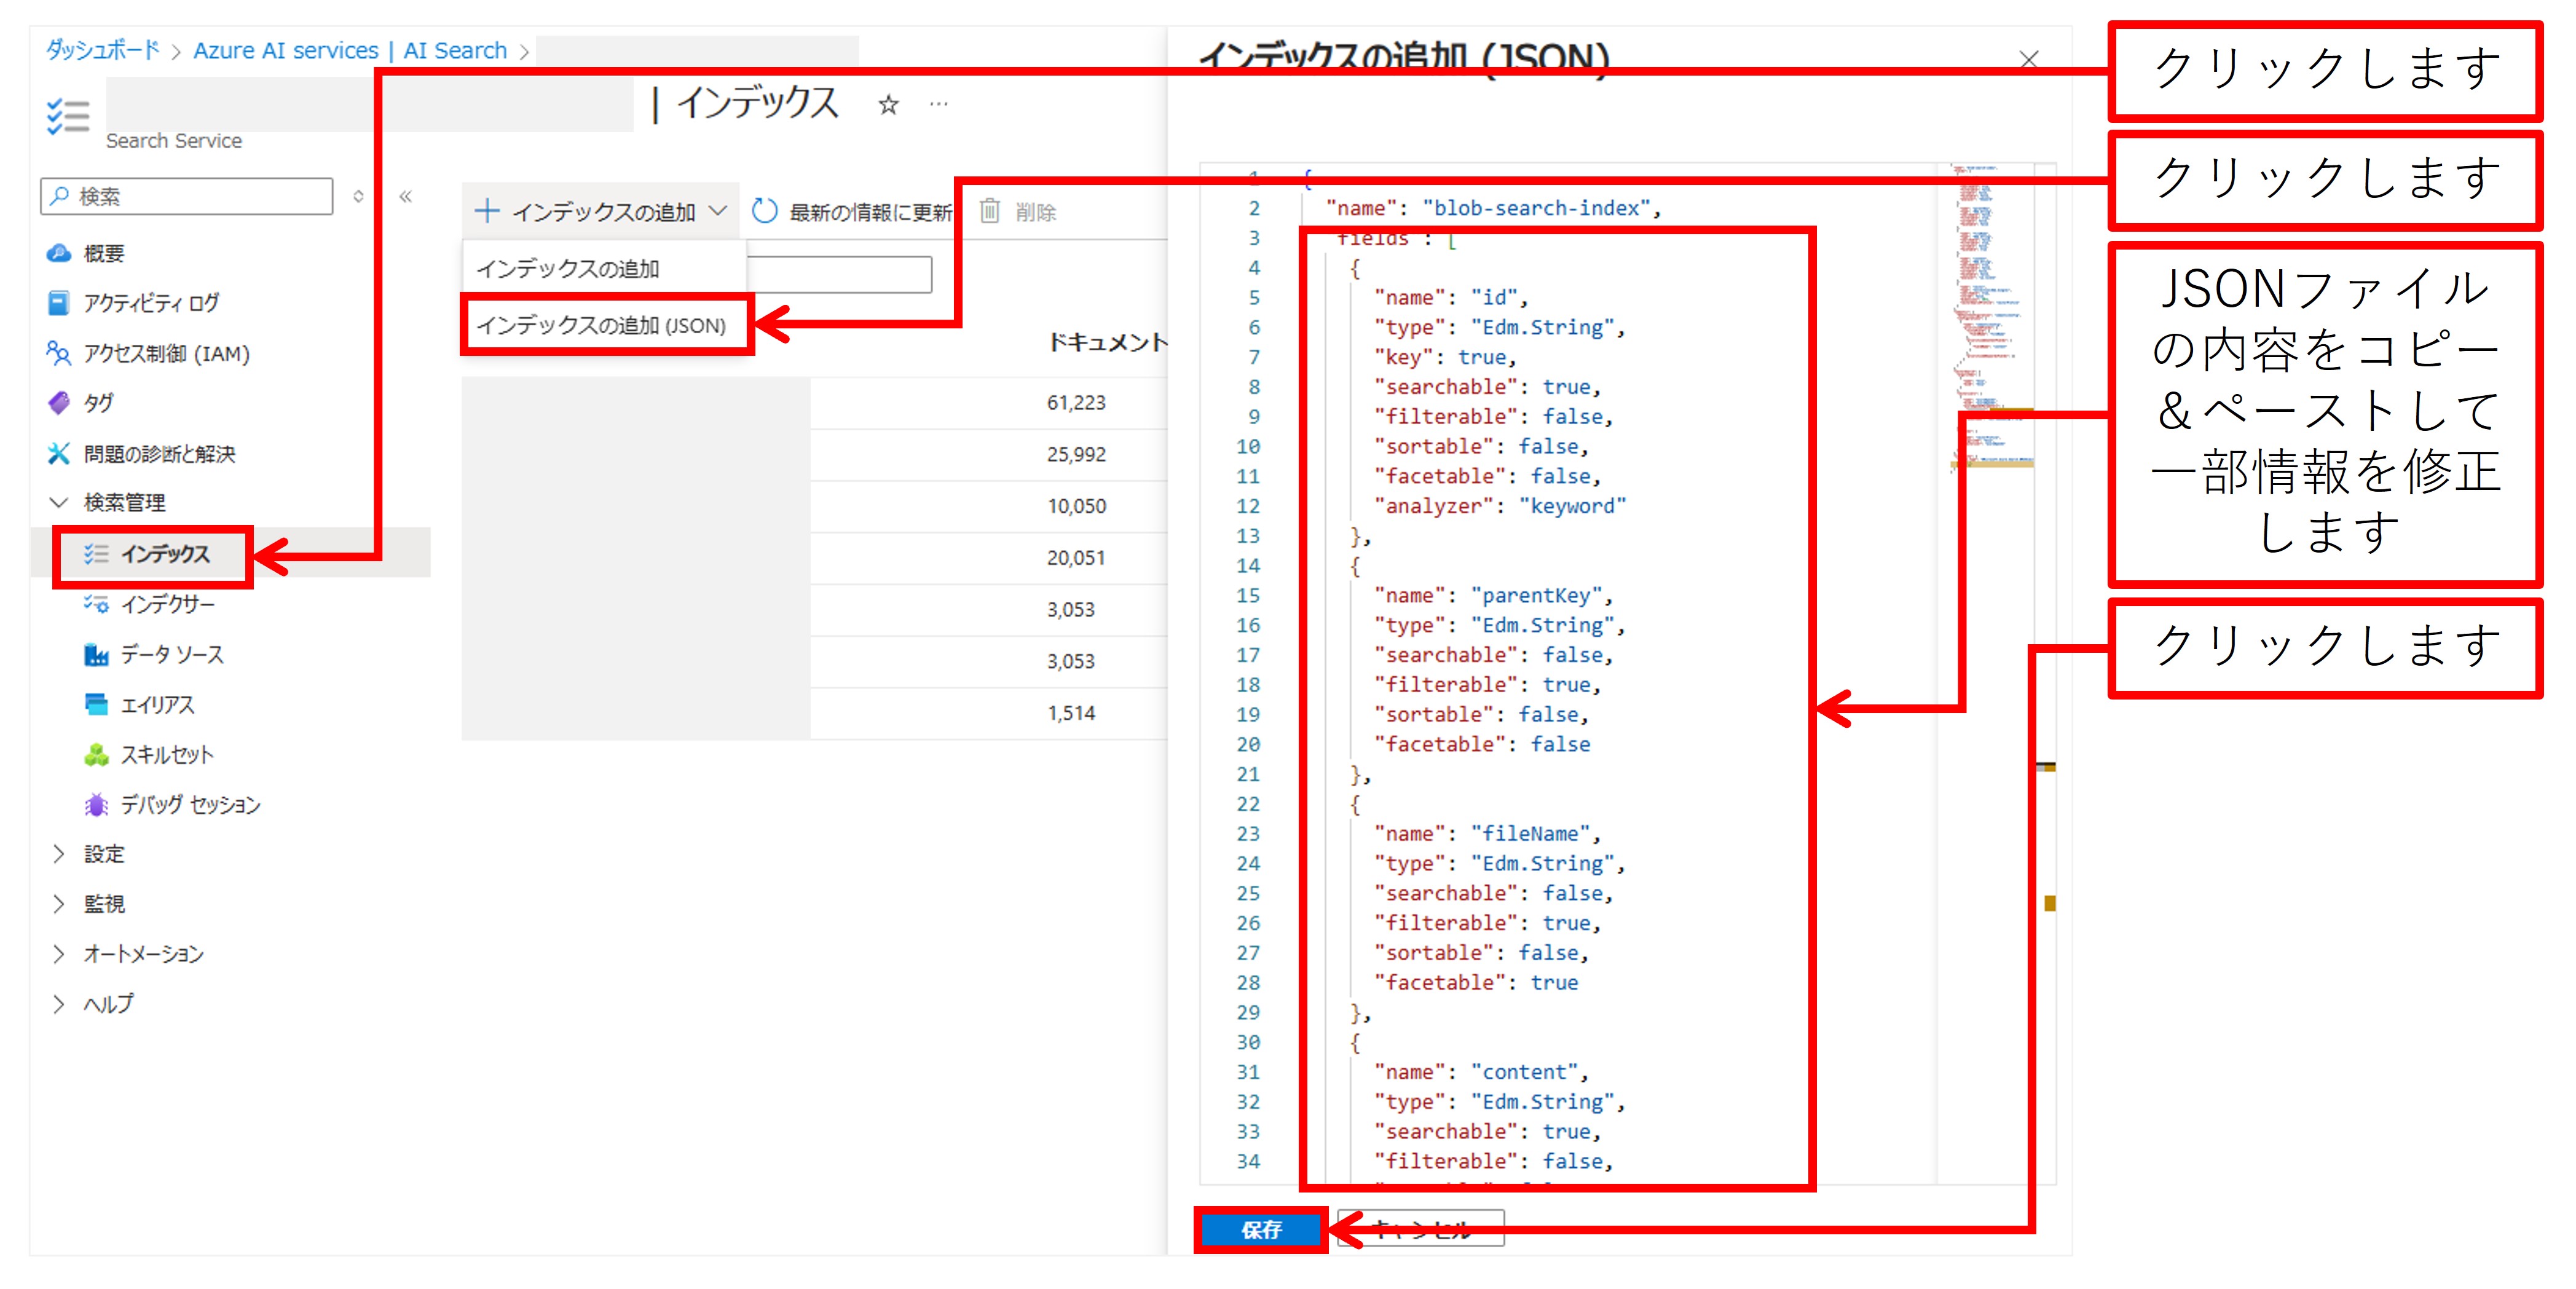 ダッシュボード > Azure AI services | AI Search >
| インデックス ☆ …
Search Service
検索
概要
アクティビティ ログ
アクセス制御 (IAM)
タグ
問題の診断と解決
検索管理
インデックス
インデクサー
データ ソース
エイリアス
スキルセット
デバッグ セッション
設定
監視
オートメーション
ヘルプ
+ インデックスの追加 最新の情報に更新 削除
インデックスの追加
インデックスの追加 (JSON)
ドキュメント
61,223
25,992
10,050
20,051
3,053
3,053
1,514
インデックスの追加 (JSON)
1 {
2 "name": "blob-search-index",
3 "fields": [
4 {
5 "name": "id",
6 "type": "Edm.String",
7 "key": true,
8 "searchable": true,
9 "filterable": false,
10 "sortable": false,
11 "facetable": false,
12 "analyzer": "keyword"
13 },
14 {
15 "name": "parentKey",
16 "type": "Edm.String",
17 "searchable": false,
18 "filterable": true,
19 "sortable": false,
20 "facetable": false
21 },
22 {
23 "name": "fileName",
24 "type": "Edm.String",
25 "searchable": false,
26 "filterable": true,
27 "sortable": false,
28 "facetable": true
29 },
30 {
31 "name": "content",
32 "type": "Edm.String",
33 "searchable": true,
34 "filterable": false,
保存 キャンセル
クリックします
クリックします
JSONファイル
の内容をコピー
＆ペーストして
一部情報を修正
します
クリックします